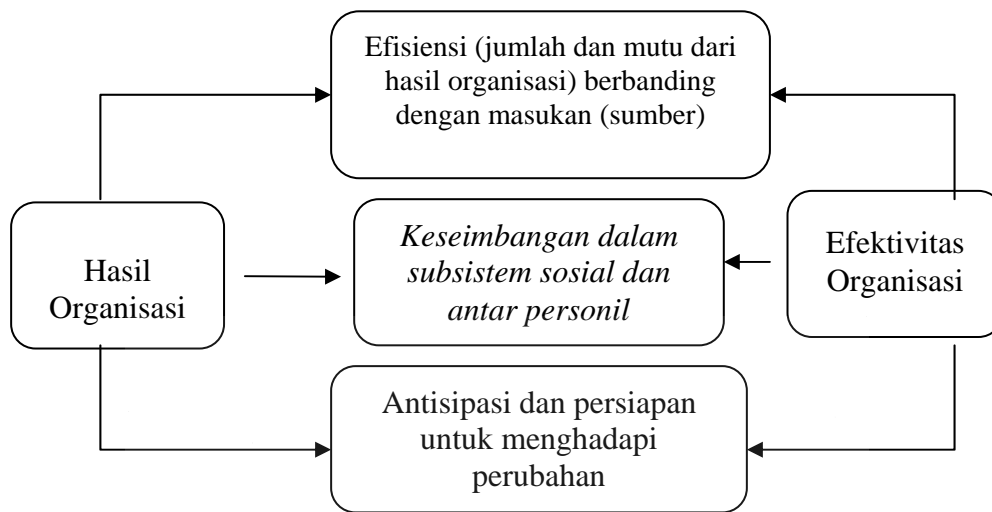 Efisiensi (jumlah dan mutu dari
hasil organisasi) berbanding
dengan masukan (sumber)
Hasil
Organisasi
Keseimbangan dalam
subsistem sosial dan
antar personil
Efektivitas
Organisasi
Antisipasi dan persiapan
untuk menghadapi
perubahan